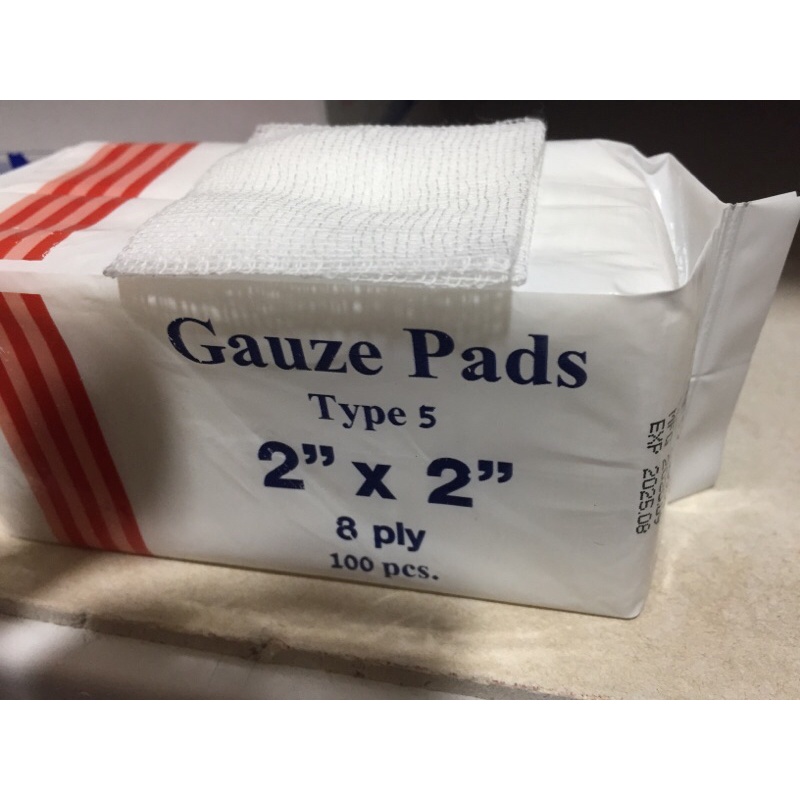 Gauze Pads
Type 5
2” x 2”
8 ply
100 pcs.
EXP 2025.08